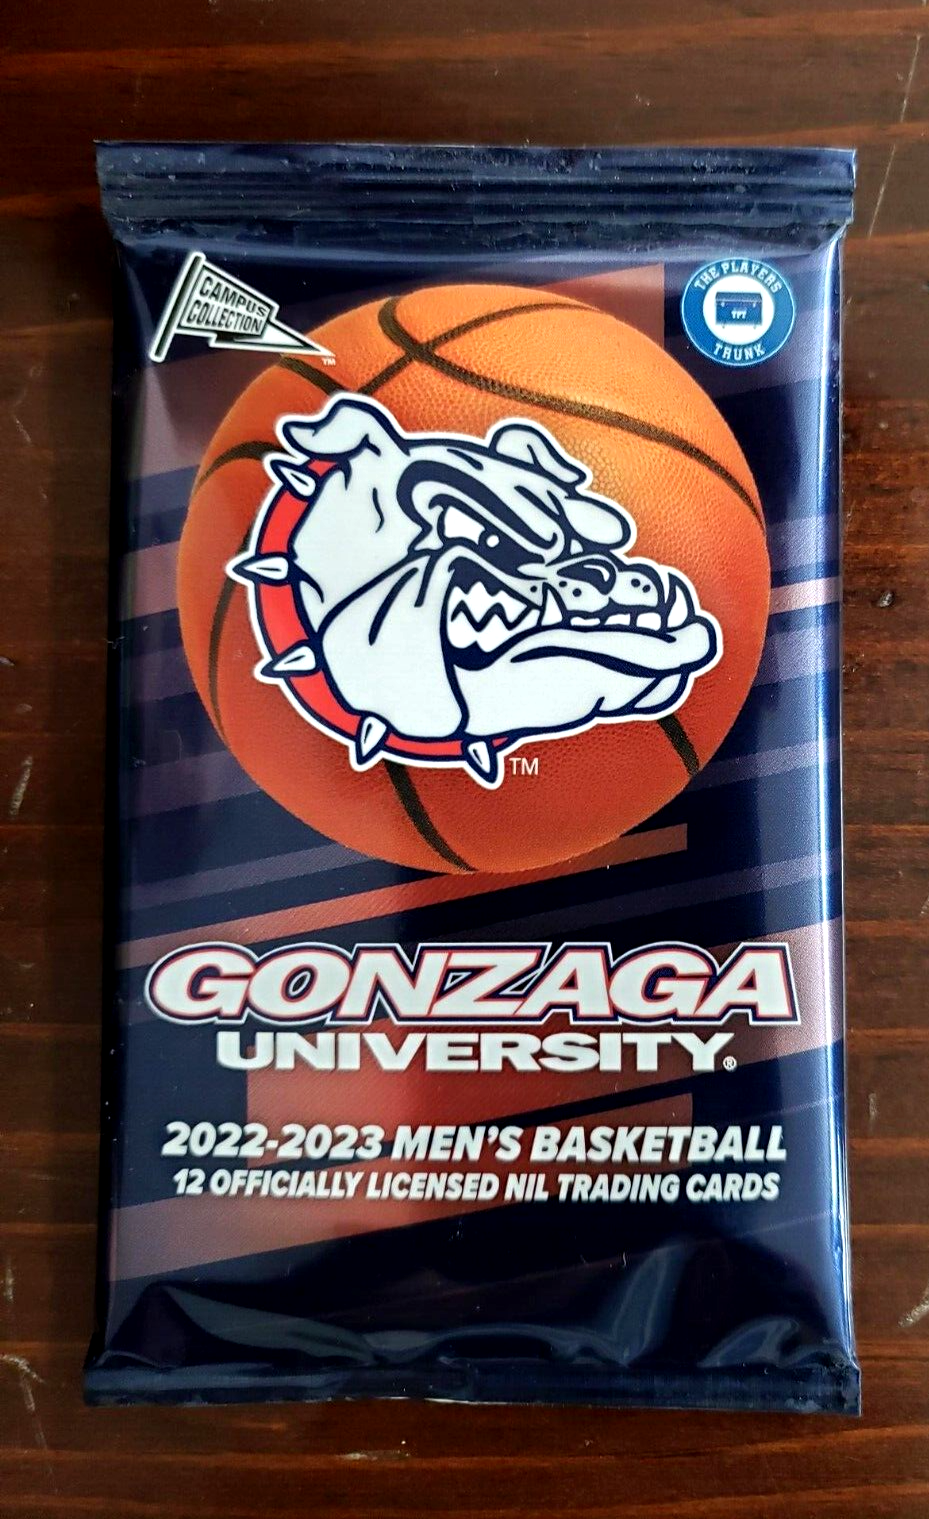 CAMPUS
COLLECTION
TM
THE PLAYERS
TPT
TRUNK
TM
GONZAGA
UNIVERSITY®
2022-2023 MEN'S BASKETBALL
12 OFFICIALLY LICENSED NIL TRADING CARDS